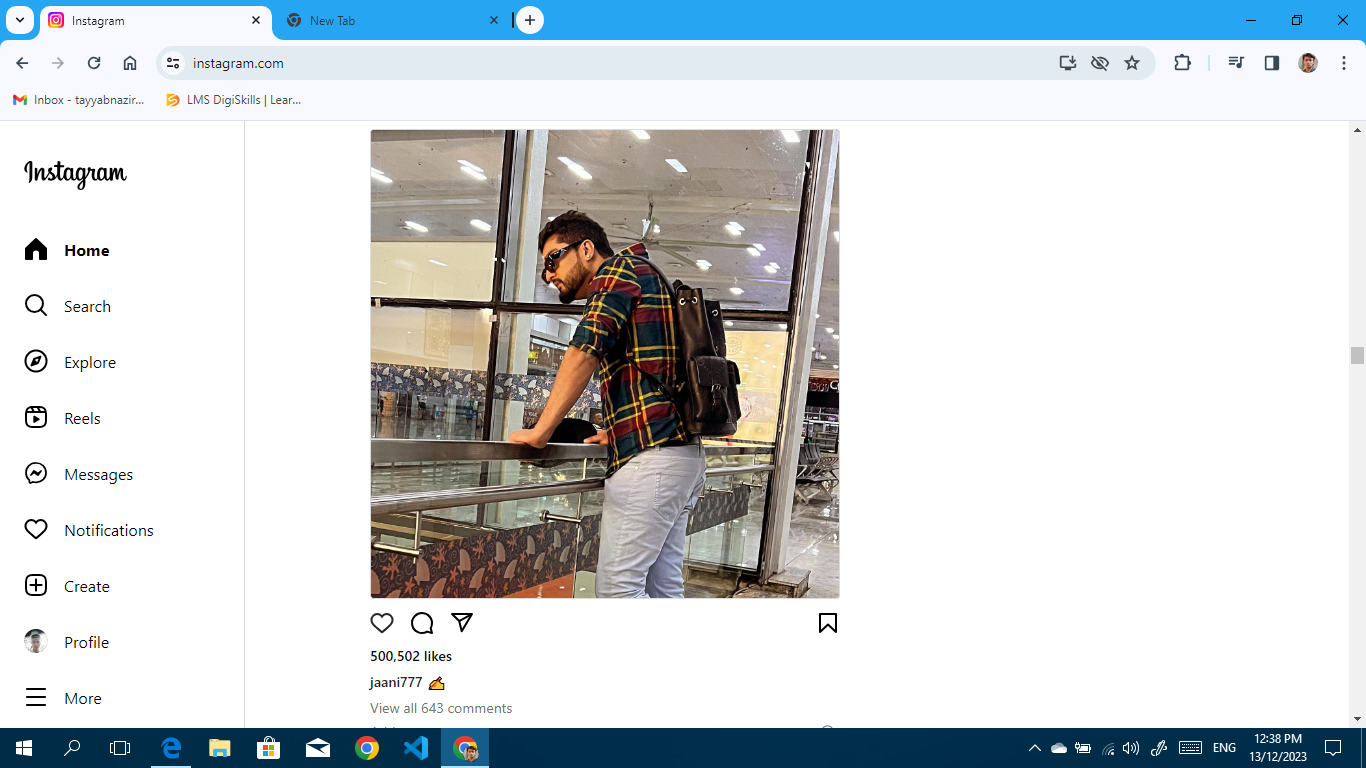 Instagram
New Tab
instagram.com
Inbox - tayyabnazir...
LMS DigiSkills | Lear...
Instagram
Home
Search
Explore
Reels
Messages
Notifications
Create
Profile
More
500,502 likes
jaani777 ✍️
View all 643 comments
ENG
12:38 PM
13/12/2023